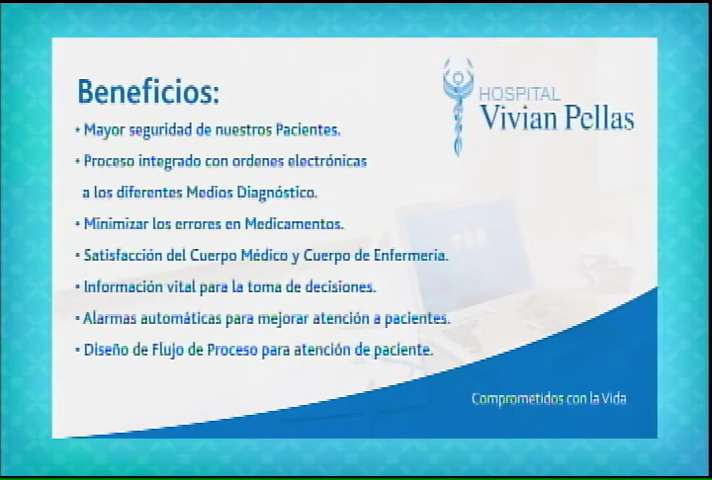 Beneficios:
HOSPITAL
Vivian Pellas
• Mayor seguridad de nuestros Pacientes.
• Proceso integrado con ordenes electrónicas
a los diferentes Medios Diagnóstico.
• Minimizar los errores en Medicamentos.
• Satisfacción del Cuerpo Médico y Cuerpo de Enfermería.
• Información vital para la toma de decisiones.
• Alarmas automáticas para mejorar atención a pacientes.
• Diseño de Flujo de Proceso para atención de paciente.
Comprometidos con la Vida